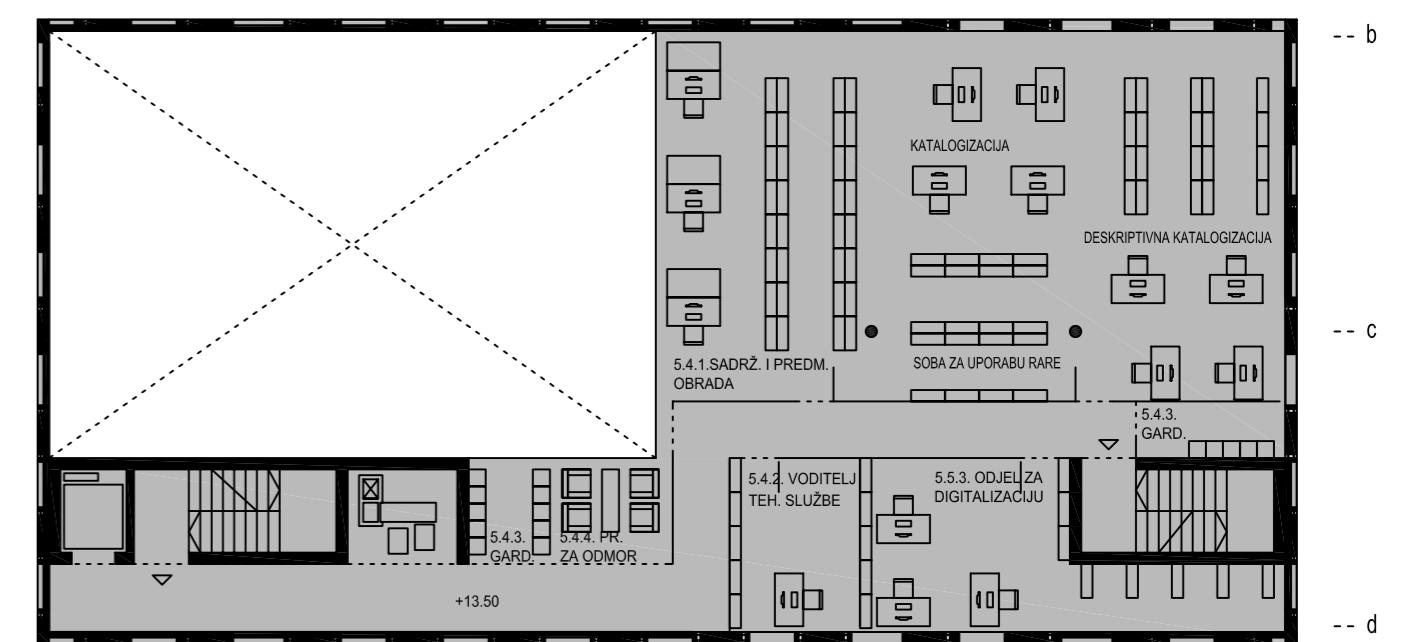 -- b
KATALOGIZACIJA
DESKRIPTIVNA KATALOGIZACIJA
-- c
5.4.1.SADRŽ. I PREDM.
OBRADA
SOBA ZA UPORABU RARE
5.4.3.
GARD.
5.4.2. VODITELJ
TEH. SLUŽBE
5.5.3. ODJEL ZA
DIGITALIZACIJU
5.4.3.
GARD.
5.4.4. PR.
ZA ODMOR
+13.50
-- d